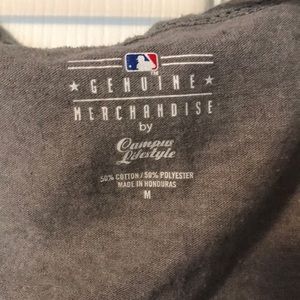 GENUINE
MERCHANDISE
by
Campus
Lifestyle
50% COTTON / 50% POLYESTER
MADE IN HONDURAS
M